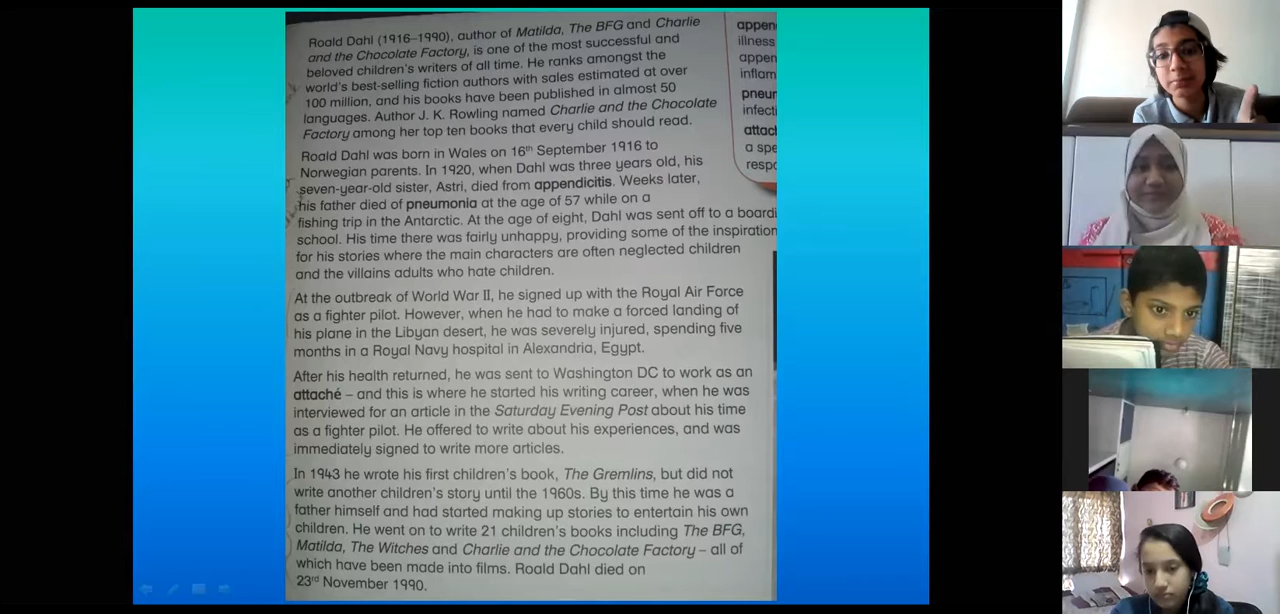 Roald Dahl (1916–1990), author of Matilda, The BFG and Charlie
and the Chocolate Factory, is one of the most successful and
beloved children's writers of all time. He ranks amongst the
world's best-selling fiction authors with sales estimated at over
100 million, and his books have been published in almost 50
languages. Author J. K. Rowling named Charlie and the Chocolate
Factory among her top ten books that every child should read.
Roald Dahl was born in Wales on 16th September 1916 to
Norwegian parents. In 1920, when Dahl was three years old, his
seven-year-old sister, Astri, died from appendicitis. Weeks later,
his father died of pneumonia at the age of 57 while on a
fishing trip in the Antarctic. At the age of eight, Dahl was sent off to a boardi
school. His time there was fairly unhappy, providing some of the inspiration
for his stories where the main characters are often neglected children
and the villains adults who hate children.
At the outbreak of World War II, he signed up with the Royal Air Force
as a fighter pilot. However, when he had to make a forced landing of
his plane in the Libyan desert, he was severely injured, spending five
months in a Royal Navy hospital in Alexandria, Egypt.
After his health returned, he was sent to Washington DC to work as an
attaché – and this is where he started his writing career, when he was
interviewed for an article in the Saturday Evening Post about his time
as a fighter pilot. He offered to write about his experiences, and was
immediately signed to write more articles.
In 1943 he wrote his first children's book, The Gremlins, but did not
write another children's story until the 1960s. By this time he was a
father himself and had started making up stories to entertain his own
children. He went on to write 21 children's books including The BFG,
Matilda, The Witches and Charlie and the Chocolate Factory – all of
which have been made into films. Roald Dahl died on
23rd November 1990.
appen
illness
appen
inflam
pneur
infecti
attac
a spe
respo